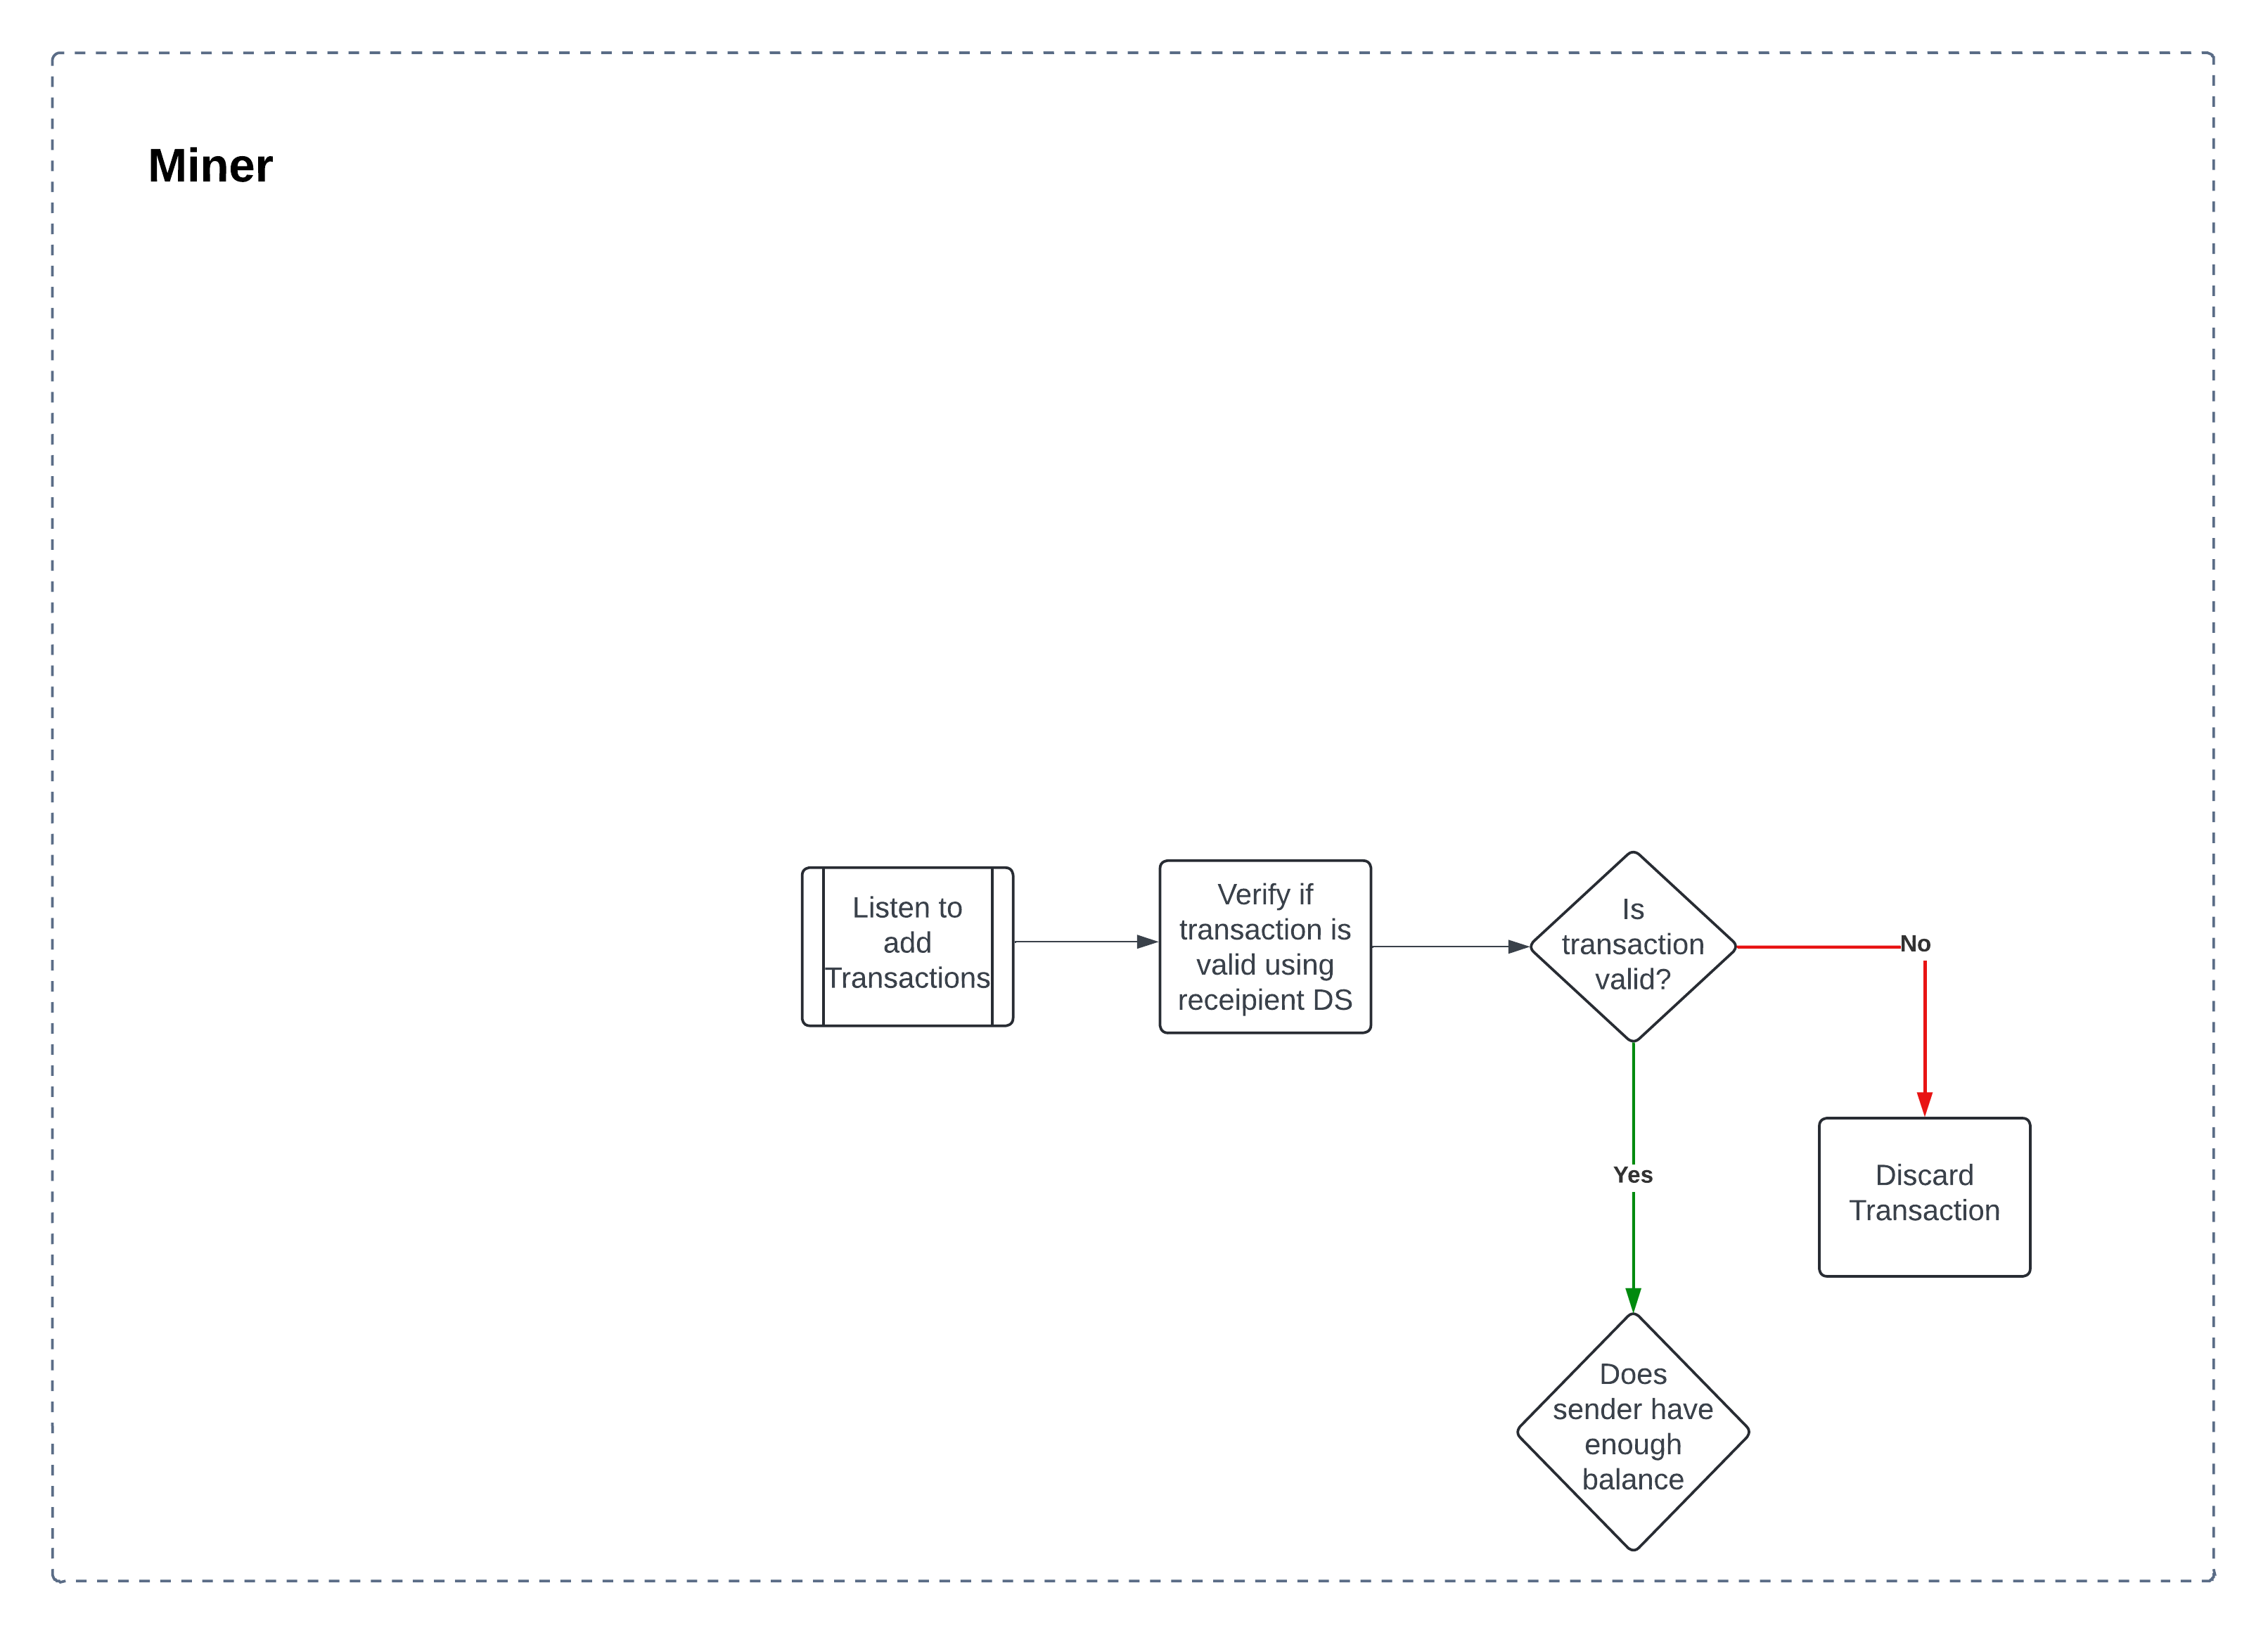 Miner
Listen to
add
Transactions
Verify if
transaction is
valid using
receipient DS
Is
transaction
valid?
No
Yes
Discard
Transaction
Does
sender have
enough
balance